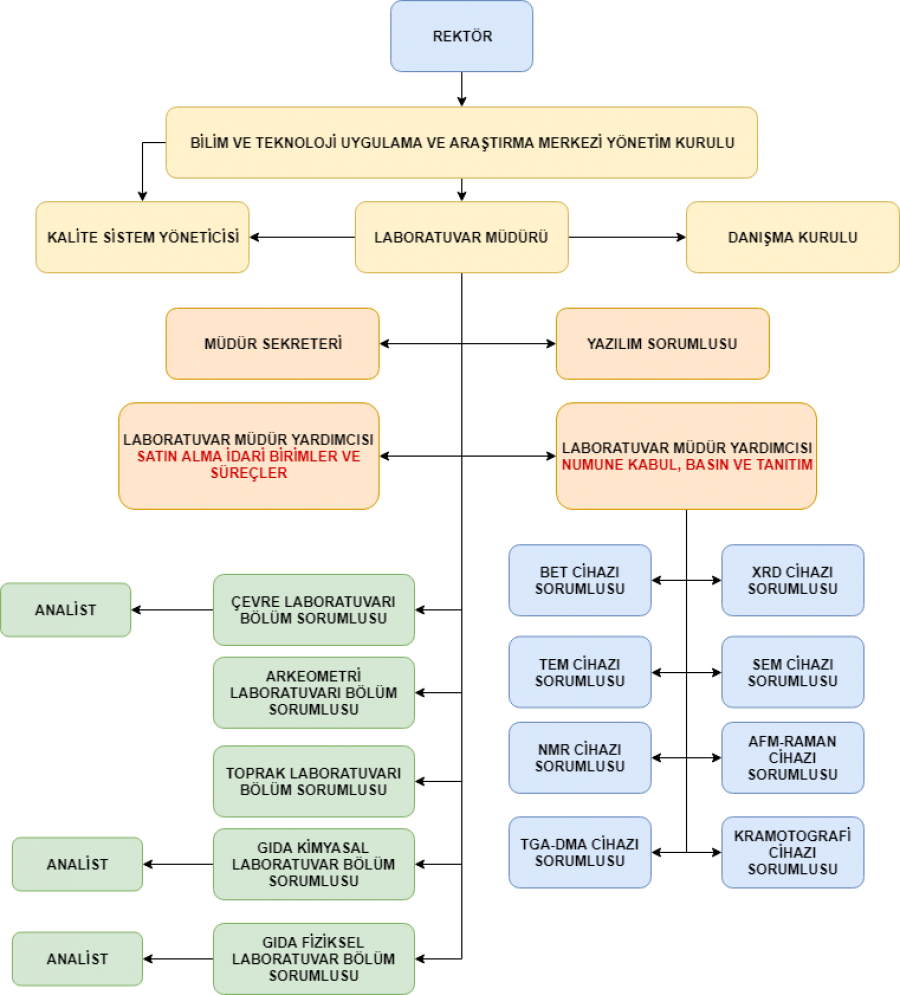 REKTÖR
BİLİM VE TEKNOLOJİ UYGULAMA VE ARAŞTIRMA MERKEZİ YÖNETİM KURULU
KALİTE SİSTEM YÖNETİCİSİ
LABORATUVAR MÜDÜRÜ
DANIŞMA KURULU
MÜDÜR SEKRETERİ
YAZILIM SORUMLUSU
LABORATUVAR MÜDÜR YARDIMCISI
SATIN ALMA İDARİ BİRİMLER VE
SÜREÇLER
LABORATUVAR MÜDÜR YARDIMCISI
NUMUNE KABUL, BASIN VE TANITIM
BET CİHAZI
SORUMLUSU
XRD CİHAZI
SORUMLUSU
ANALİST
ÇEVRE LABORATUVARI
BÖLÜM SORUMLUSU
TEM CİHAZI
SORUMLUSU
SEM CİHAZI
SORUMLUSU
ARKEOMETRİ
LABORATUVARI BÖLÜM
SORUMLUSU
NMR CİHAZI
SORUMLUSU
AFM-RAMAN
CİHAZI
SORUMLUSU
TOPRAK LABORATUVARI
BÖLÜM SORUMLUSU
TGA-DMA CİHAZI
SORUMLUSU
KRAMOTOGRAFİ
CİHAZI
SORUMLUSU
ANALİST
GIDA KİMYASAL
LABORATUVAR BÖLÜM
SORUMLUSU
ANALİST
GIDA FİZİKSEL
LABORATUVAR BÖLÜM
SORUMLUSU